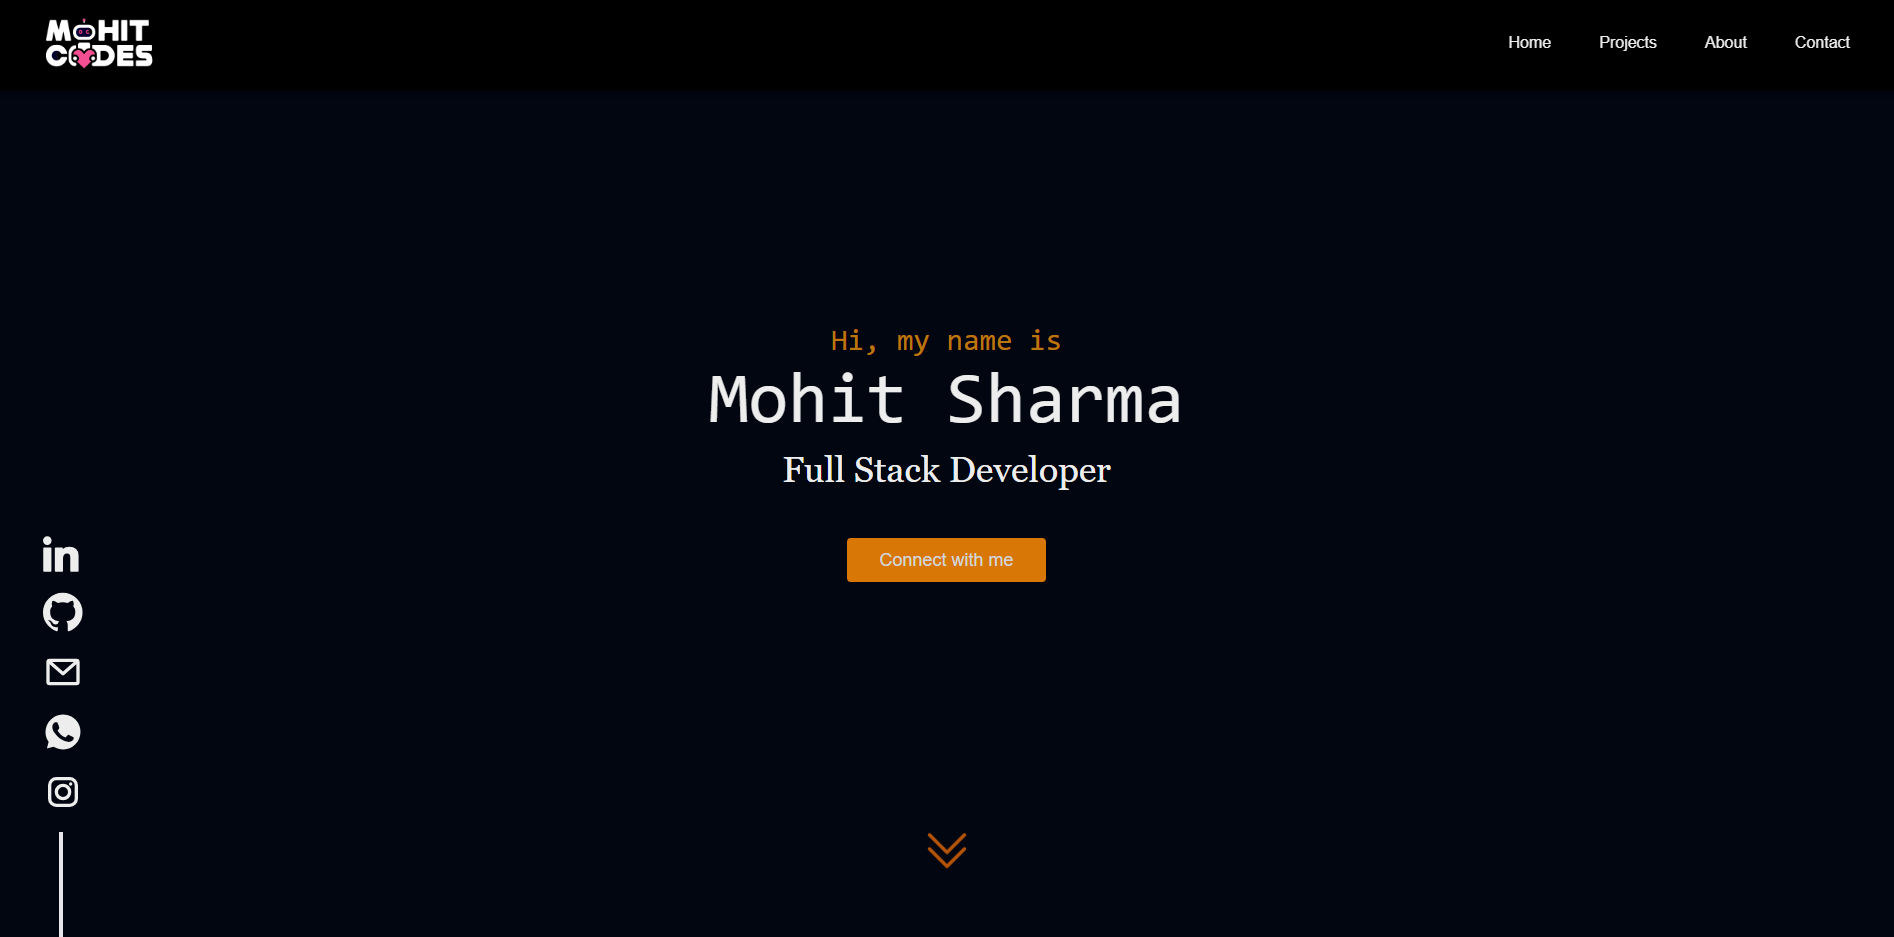 MOHIT
CODES
Home Projects About Contact
Hi, my name is
Mohit Sharma
Full Stack Developer
Connect with me
in